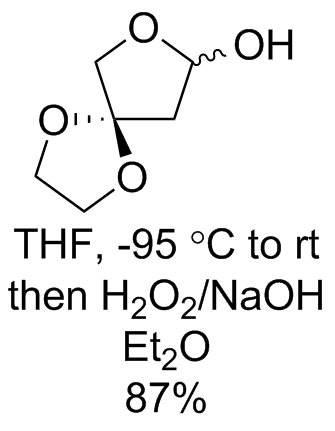 O
OH
O
O
THF, -95 °C to rt
then H₂O₂/NaOH
Et₂O
87%